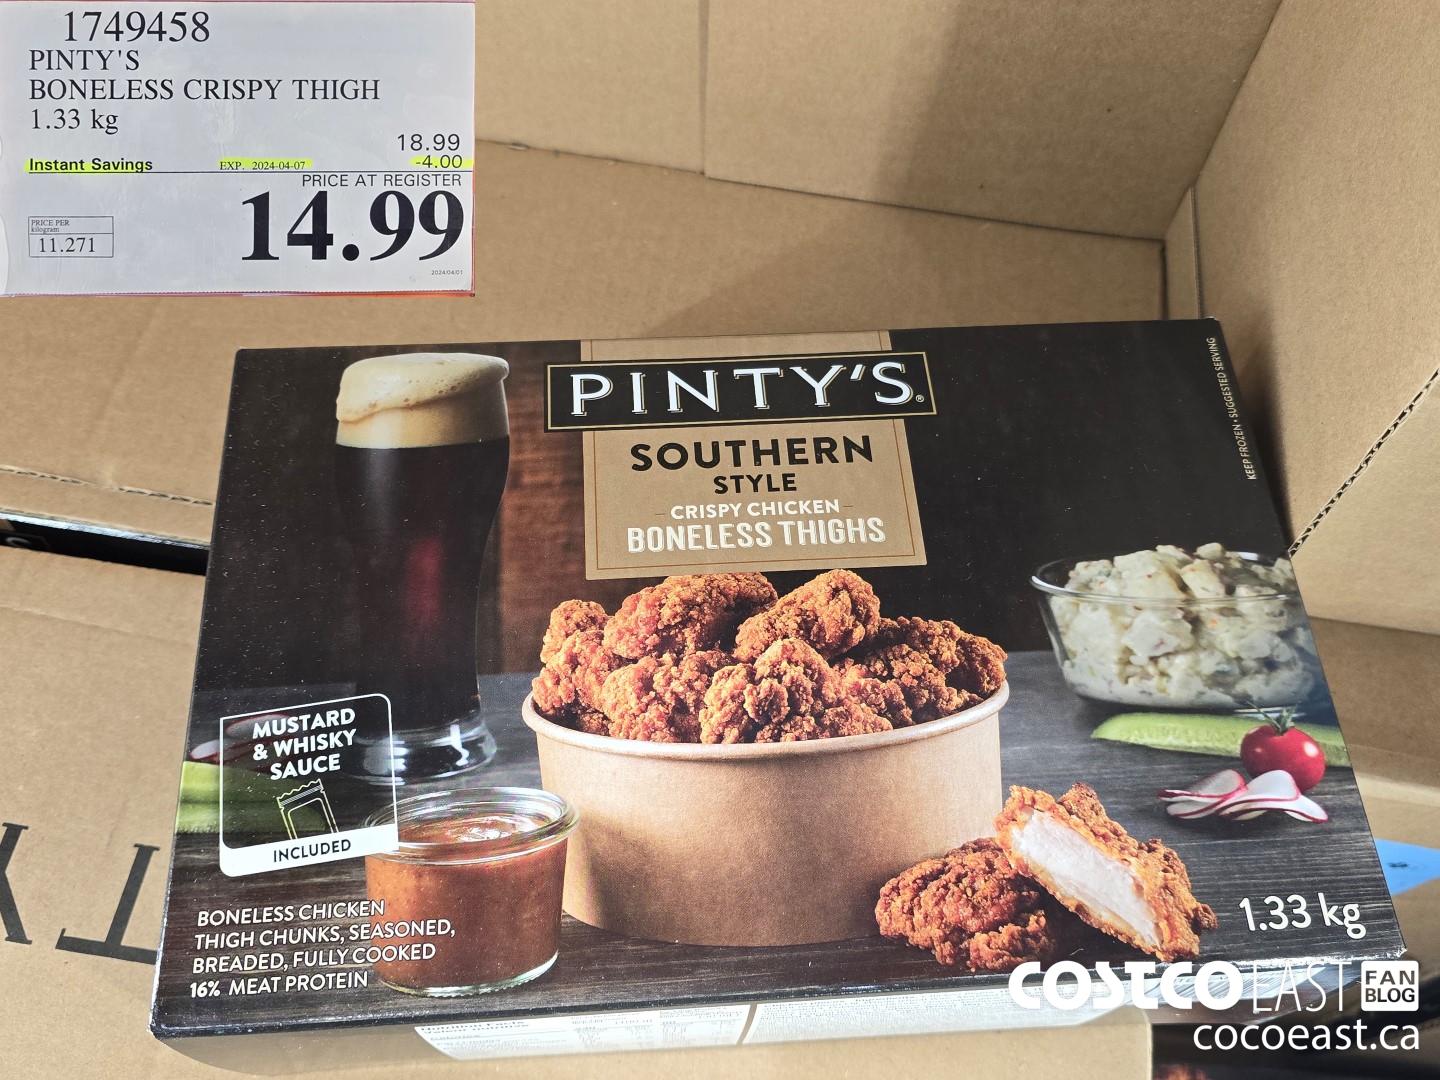 1749458
PINTY'S
BONELESS CRISPY THIGH
1.33 kg
18.99
Instant Savings EXP. 2024-04-07 -4.00
PRICE AT REGISTER
14.99
PRICE PER
kilogram
11.271
2024/04/01
PINTY'S®
SOUTHERN
STYLE
CRISPY CHICKEN
BONELESS THIGHS
KEEP FROZEN • SUGGESTED SERVING
MUSTARD
& WHISKY
SAUCE
INCLUDED
BONELESS CHICKEN
THIGH CHUNKS, SEASONED,
BREADED, FULLY COOKED
16% MEAT PROTEIN
1.33 kg
COSTCO EAST FAN
BLOG
cocoeast.ca